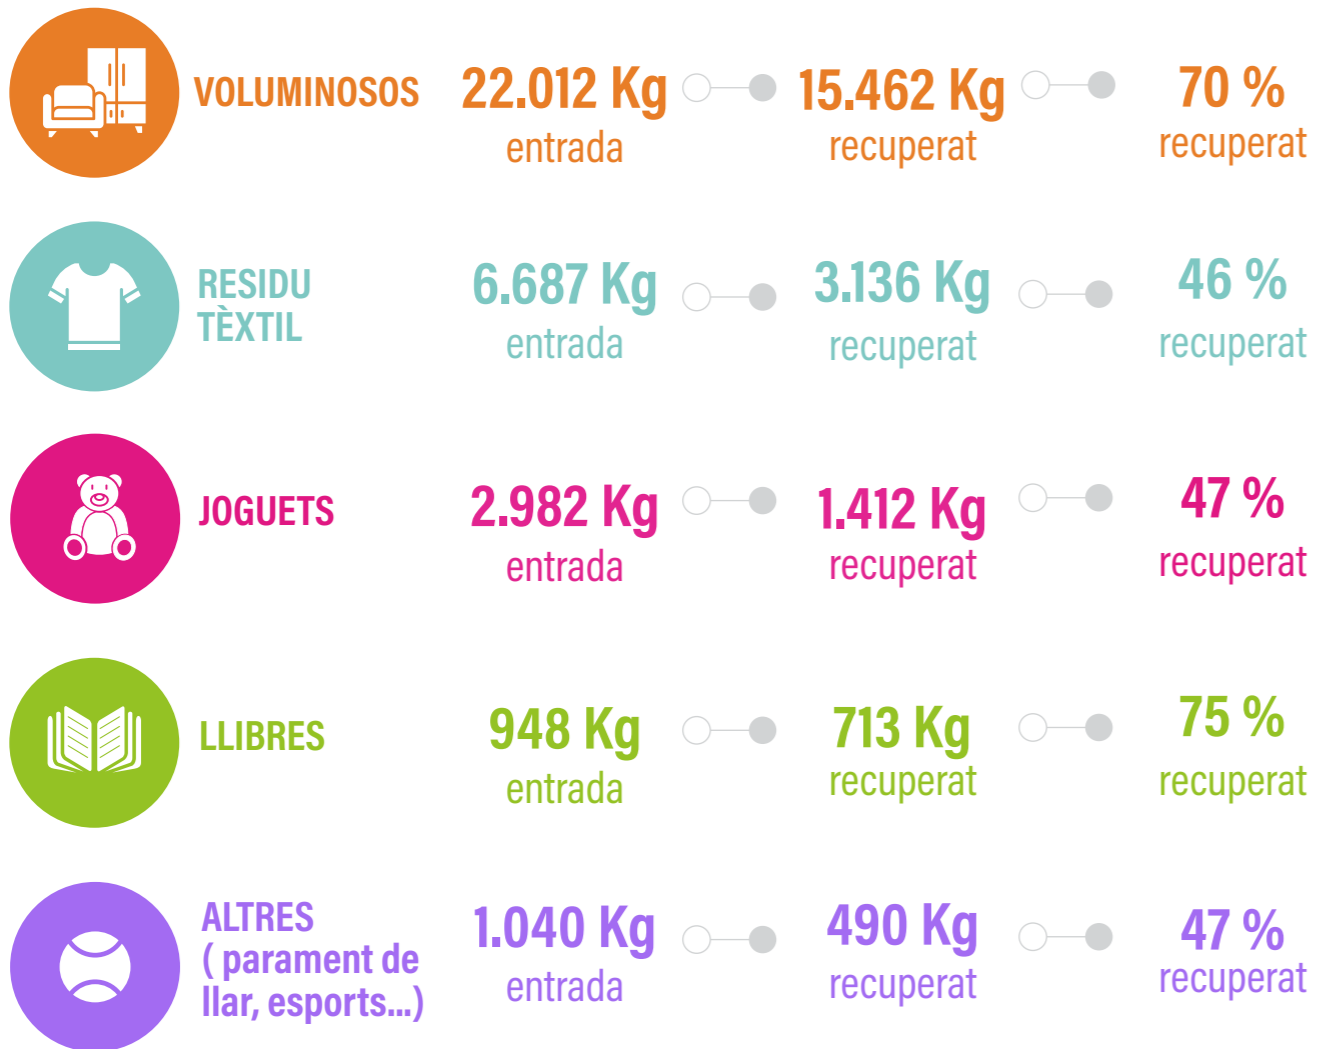 VOLUMINOSOS
22.012 Kg
entrada
15.462 Kg
recuperat
70 %
recuperat
RESIDU
TÈXTIL
6.687 Kg
entrada
3.136 Kg
recuperat
46 %
recuperat
JOGUETS
2.982 Kg
entrada
1.412 Kg
recuperat
47 %
recuperat
LLIBRES
948 Kg
entrada
713 Kg
recuperat
75 %
recuperat
ALTRES
( parament de
llar, esports...)
1.040 Kg
entrada
490 Kg
recuperat
47 %
recuperat